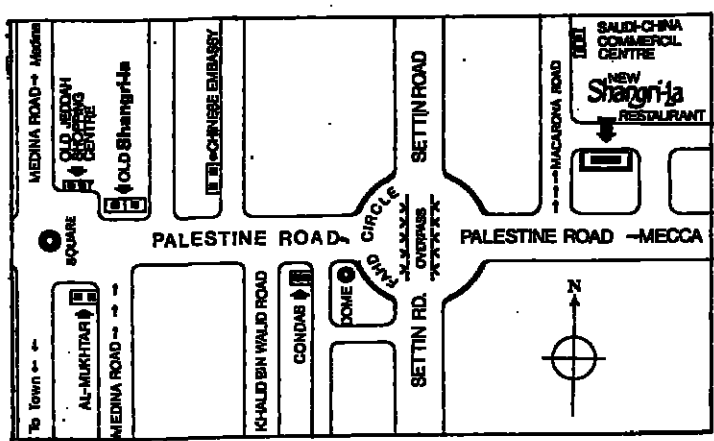 MEDINA ROAD→ Medina
OLD JEDDAH
SHOPPING
CENTRE
OLD Shangri-la
CHINESE EMBASSY
SETTIN ROAD
MACARONA ROAD
SAUDI-CHINA
COMMERCIL
CENTRE
NEW
Shangri-la
RESTAURANT
SQUARE
PALESTINE ROAD-
FAHD CIRCLE
OVERPASS
PALESTINE ROAD -MECCA
To Town
AL-MUKHTAR
MEDINA ROAD
KHALID BIN WALID ROAD
CONDAS
DOME
SETTIN RD.
N